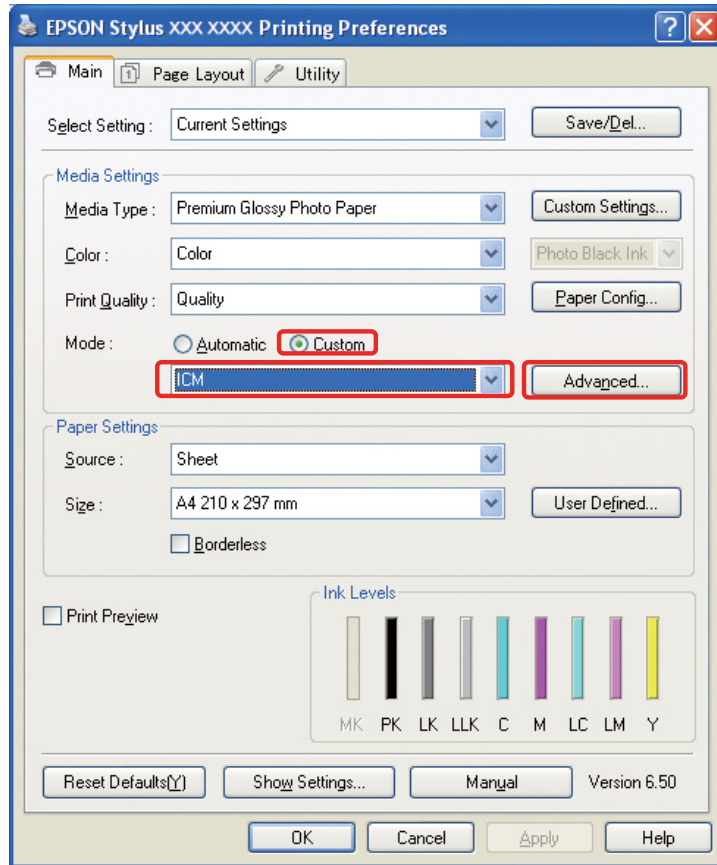 EPSON Stylus XXX XXXX Printing Preferences
Main
Page Layout
Utility
Select Setting :
Current Settings
Save/Del...
Media Settings
Media Type :
Premium Glossy Photo Paper
Custom Settings...
Color :
Color
Photo Black Ink
Print Quality :
Quality
Paper Config...
Mode :
Automatic
Custom
ICM
Advanced...
Paper Settings
Source :
Sheet
Size :
A4 210 x 297 mm
User Defined...
Borderless
Print Preview
Ink Levels
MK PK LK LLK C M LC LM Y
Reset Defaults(Y)
Show Settings...
Manual
Version 6.50
OK
Cancel
Apply
Help